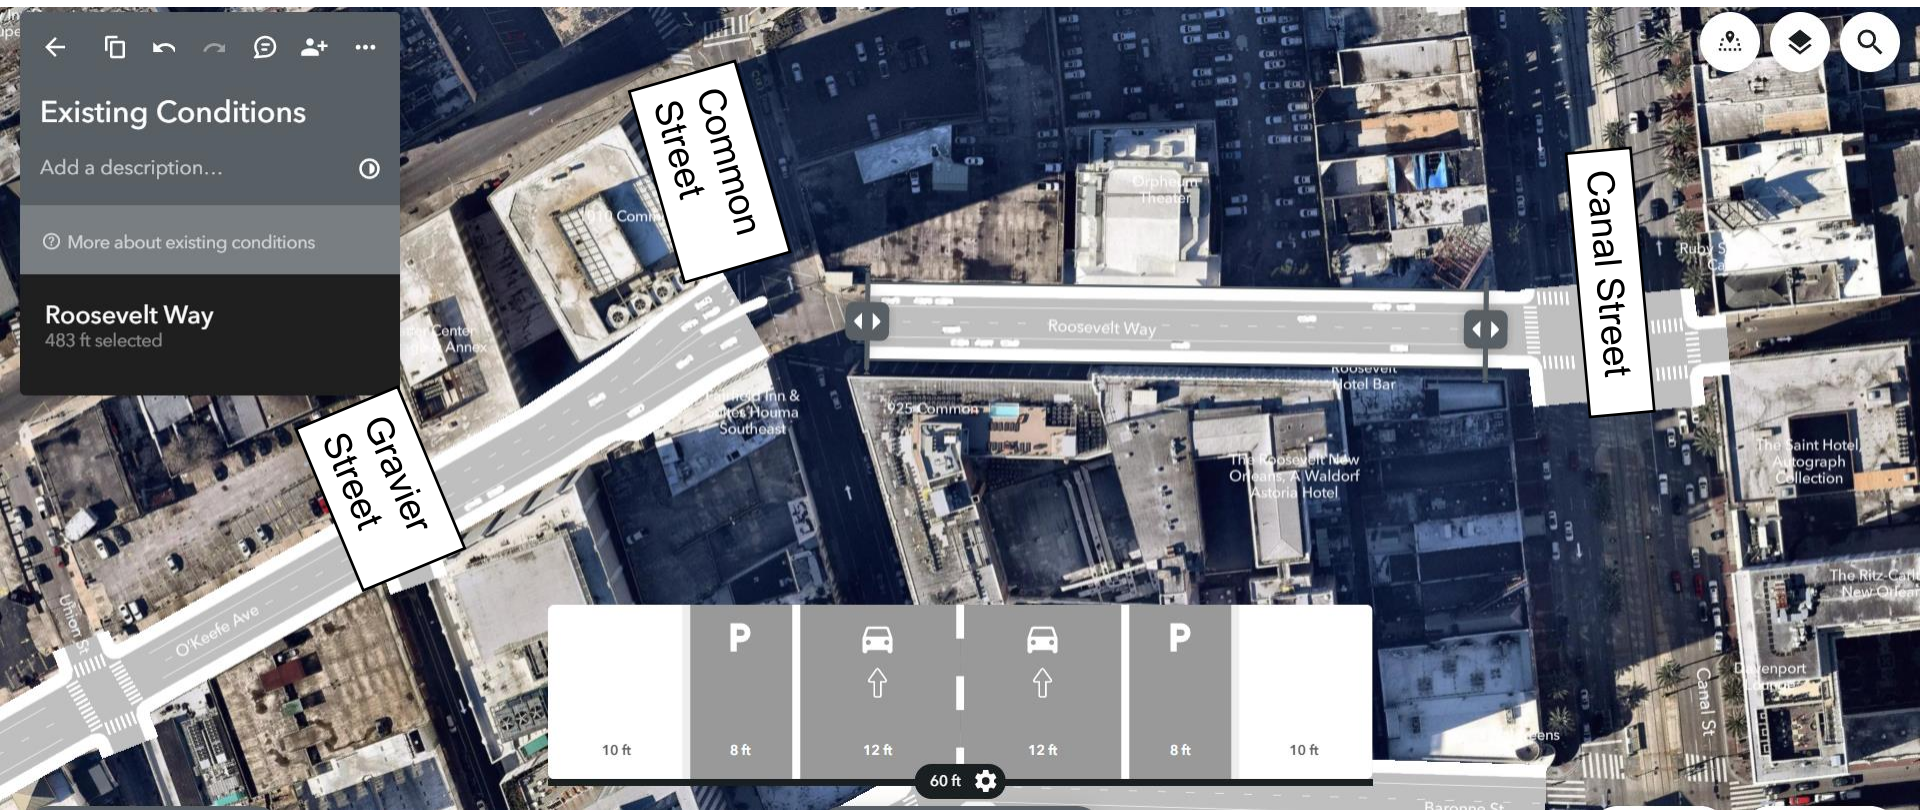 Existing Conditions
Add a description...
More about existing conditions
Roosevelt Way
483 ft selected
Common
Street
Gravier
Street
Canal Street
Orpheum
Theater
Roosevelt Way
Roosevelt
Hotel Bar
925 Common
Suites Houma
Southeast
The Roosevelt New
Orleans, A Waldorf
Astoria Hotel
The Saint Hotel,
Autograph
Collection
The Ritz-Carl
New Orlean
Davenport
Lounge
Canal St
Union St
O'Keefe Ave
Baronne St
P
P
10 ft
8 ft
12 ft
12 ft
8 ft
10 ft
60 ft